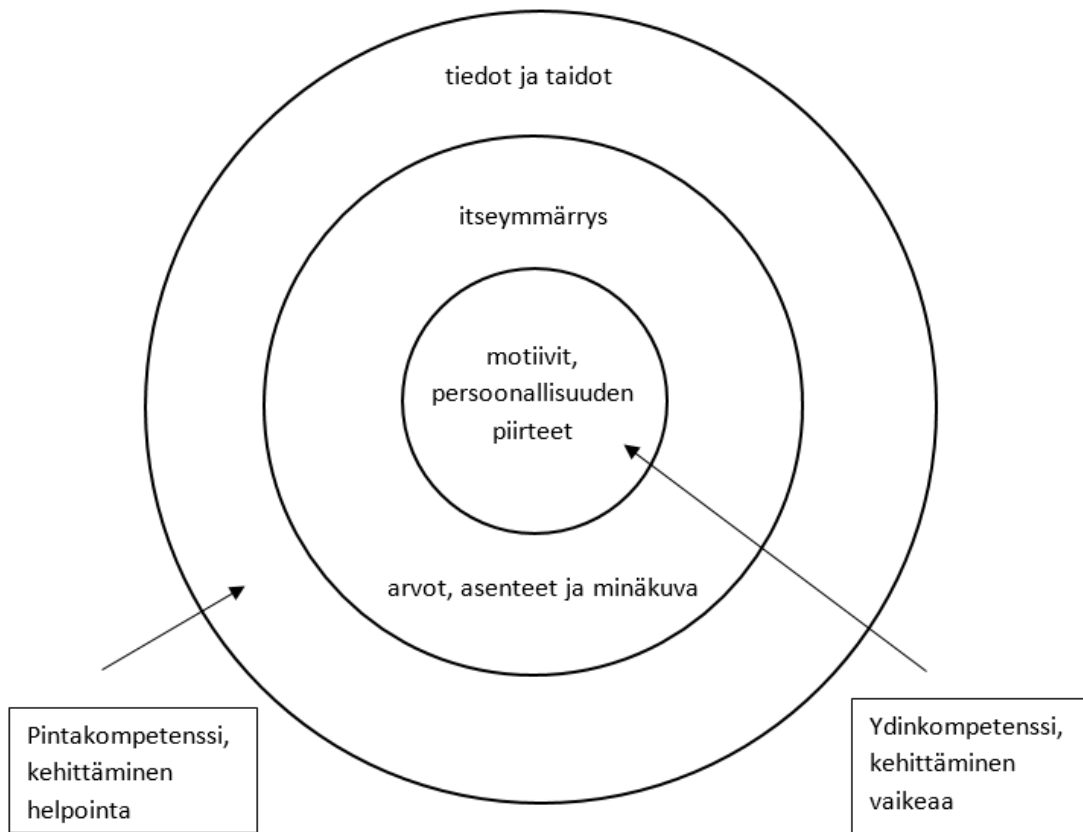 tiedot ja taidot
itseymmärrys
motiivit,
persoonallisuuden
piirteet
arvot, asenteet ja minäkuva
Pintakompetenssi,
kehittäminen
helpointa
Ydinkompetenssi,
kehittäminen
vaikeaa